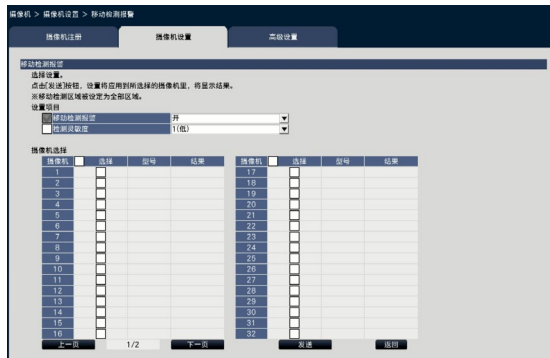 摄像机 > 摄像机设置 > 移动检测报警
摄像机注册 摄像机设置 高级设置
移动检测报警
选择设置。
点击[发送]按钮，设置将应用到所选择的摄像机里，将显示结果。
※移动检测区域被设定为全部区域。
设置项目
移动检测报警 开
检测灵敏度 1(低)
摄像机选择
摄像机 选择 型号 结果 摄像机 选择 型号 结果
1 17
2 18
3 19
4 20
5 21
6 22
7 23
8 24
9 25
10 26
11 27
12 28
13 29
14 30
15 31
16 32
上一页 1/2 下一页 发送 返回